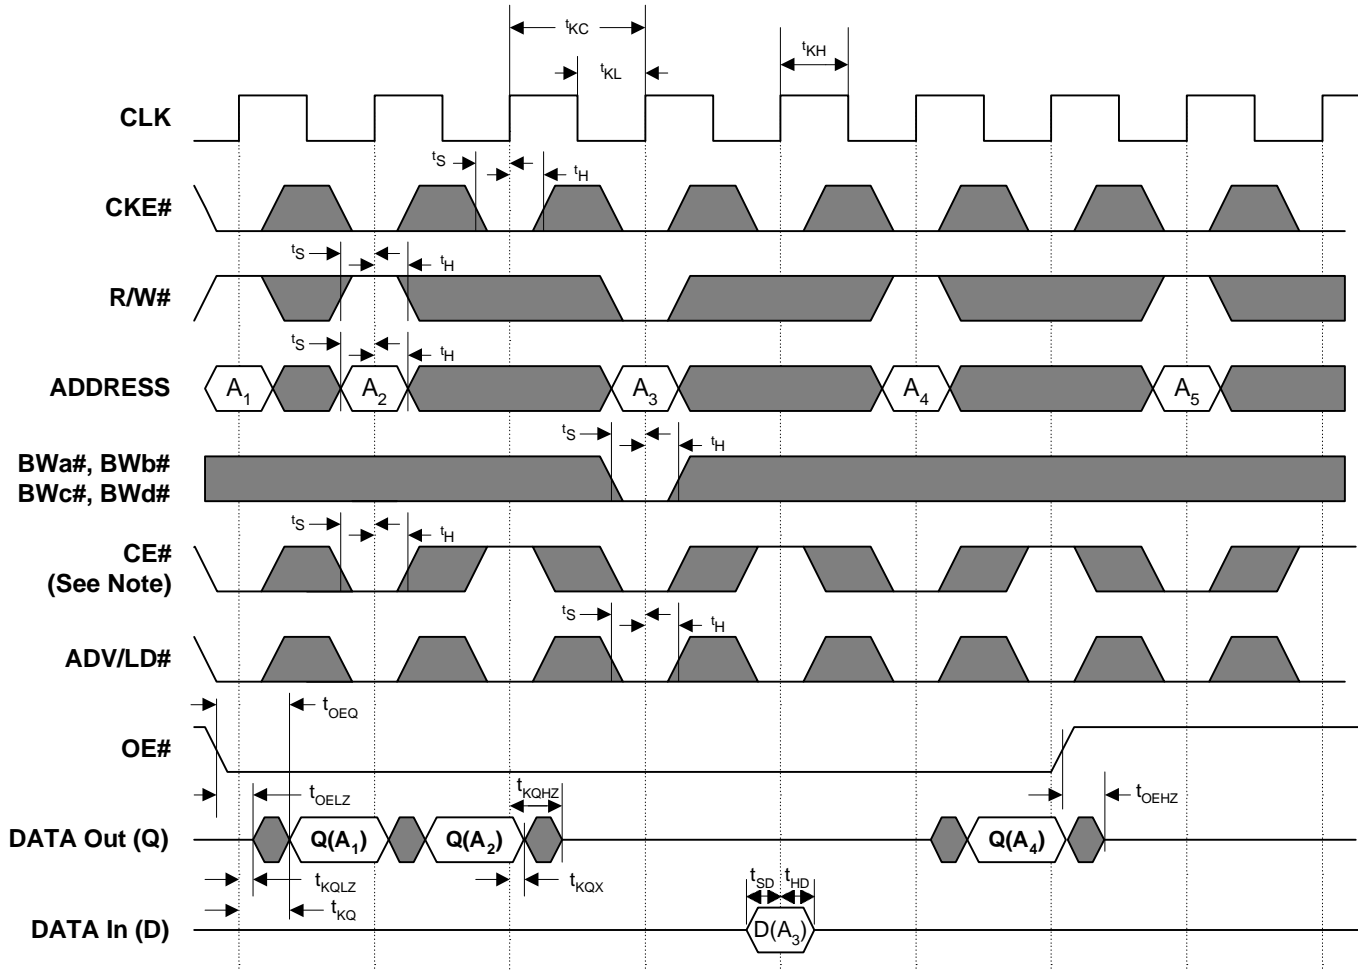 tKC
tKH
tKL
CLK
tS
tH
CKE#
tS
tH
R/W#
tS
tH
ADDRESS
A1
A2
A3
A4
A5
tS
tH
BWa#, BWb#
BWc#, BWd#
tS
tH
CE#
(See Note)
tS
tH
ADV/LD#
tOEQ
OE#
tOELZ
tKQHZ
tOEHZ
DATA Out (Q)
Q(A1)
Q(A2)
Q(A4)
tKQLZ
tKQX
tSD
tHD
tKQ
DATA In (D)
D(A3)